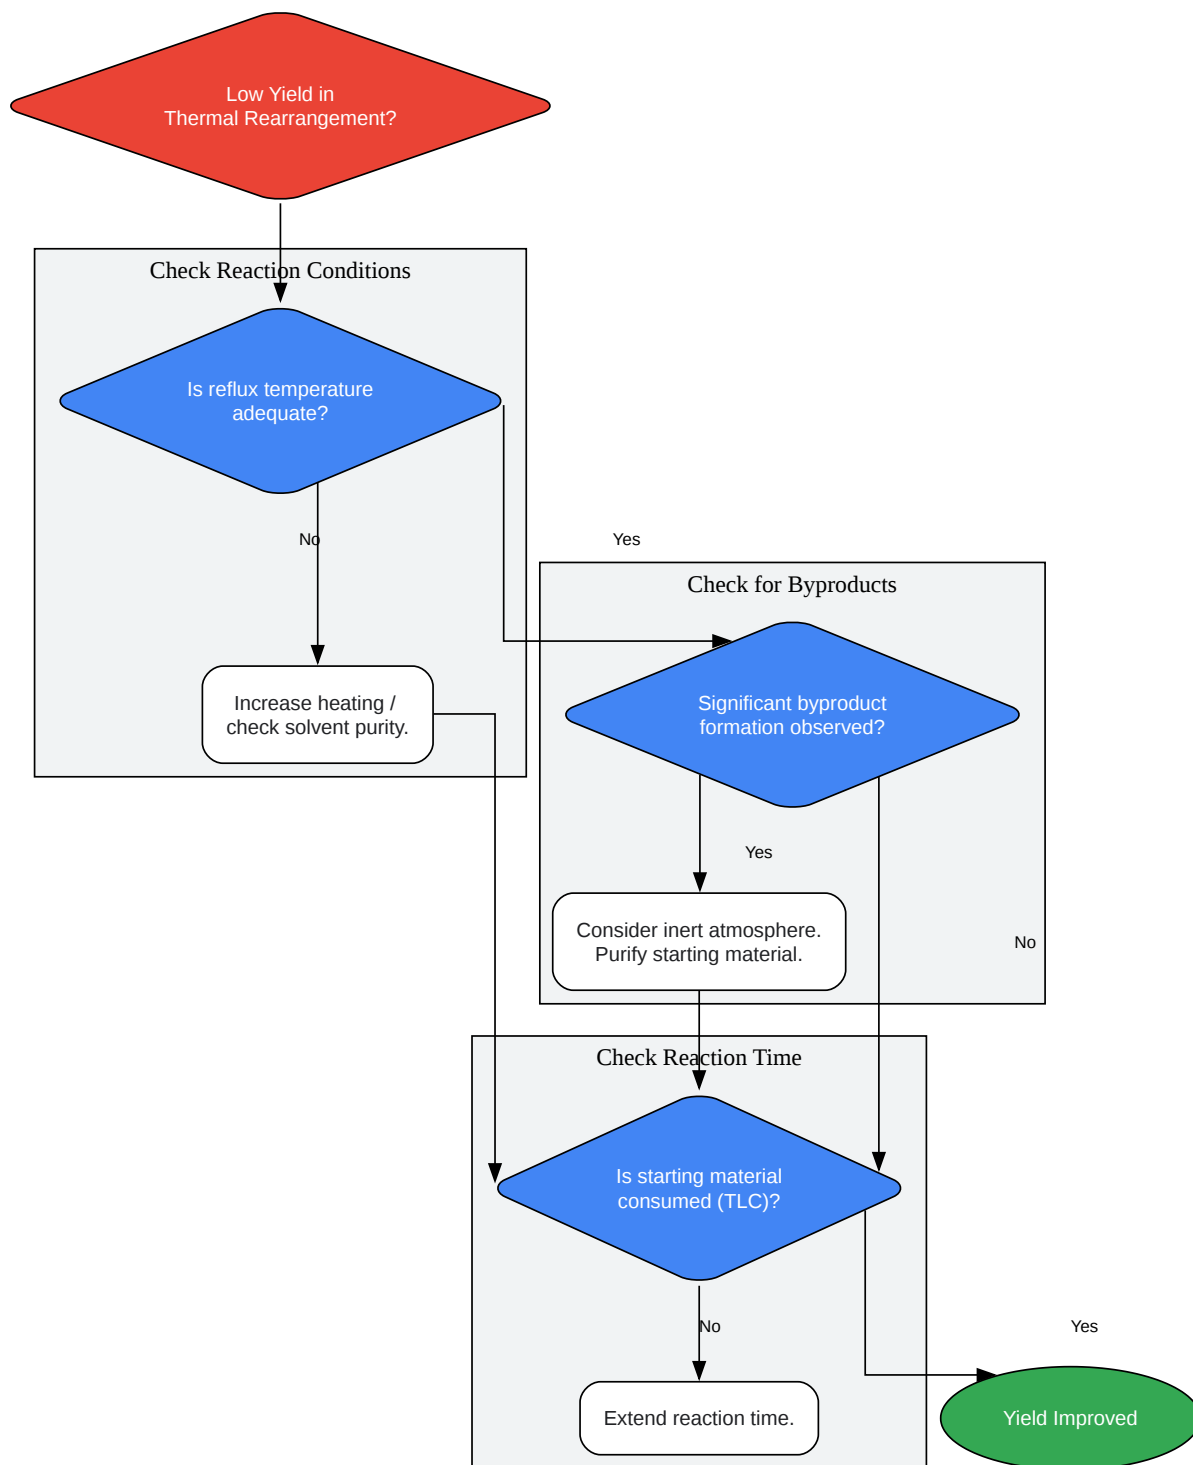 Low Yield in
Thermal Rearrangement?
Check Reaction Conditions
Is reflux temperature
adequate?
No
Yes
Check for Byproducts
Increase heating /
check solvent purity.
Significant byproduct
formation observed?
Yes
Consider inert atmosphere.
Purify starting material.
No
Check Reaction Time
Is starting material
consumed (TLC)?
No
Yes
Extend reaction time.
Yield Improved